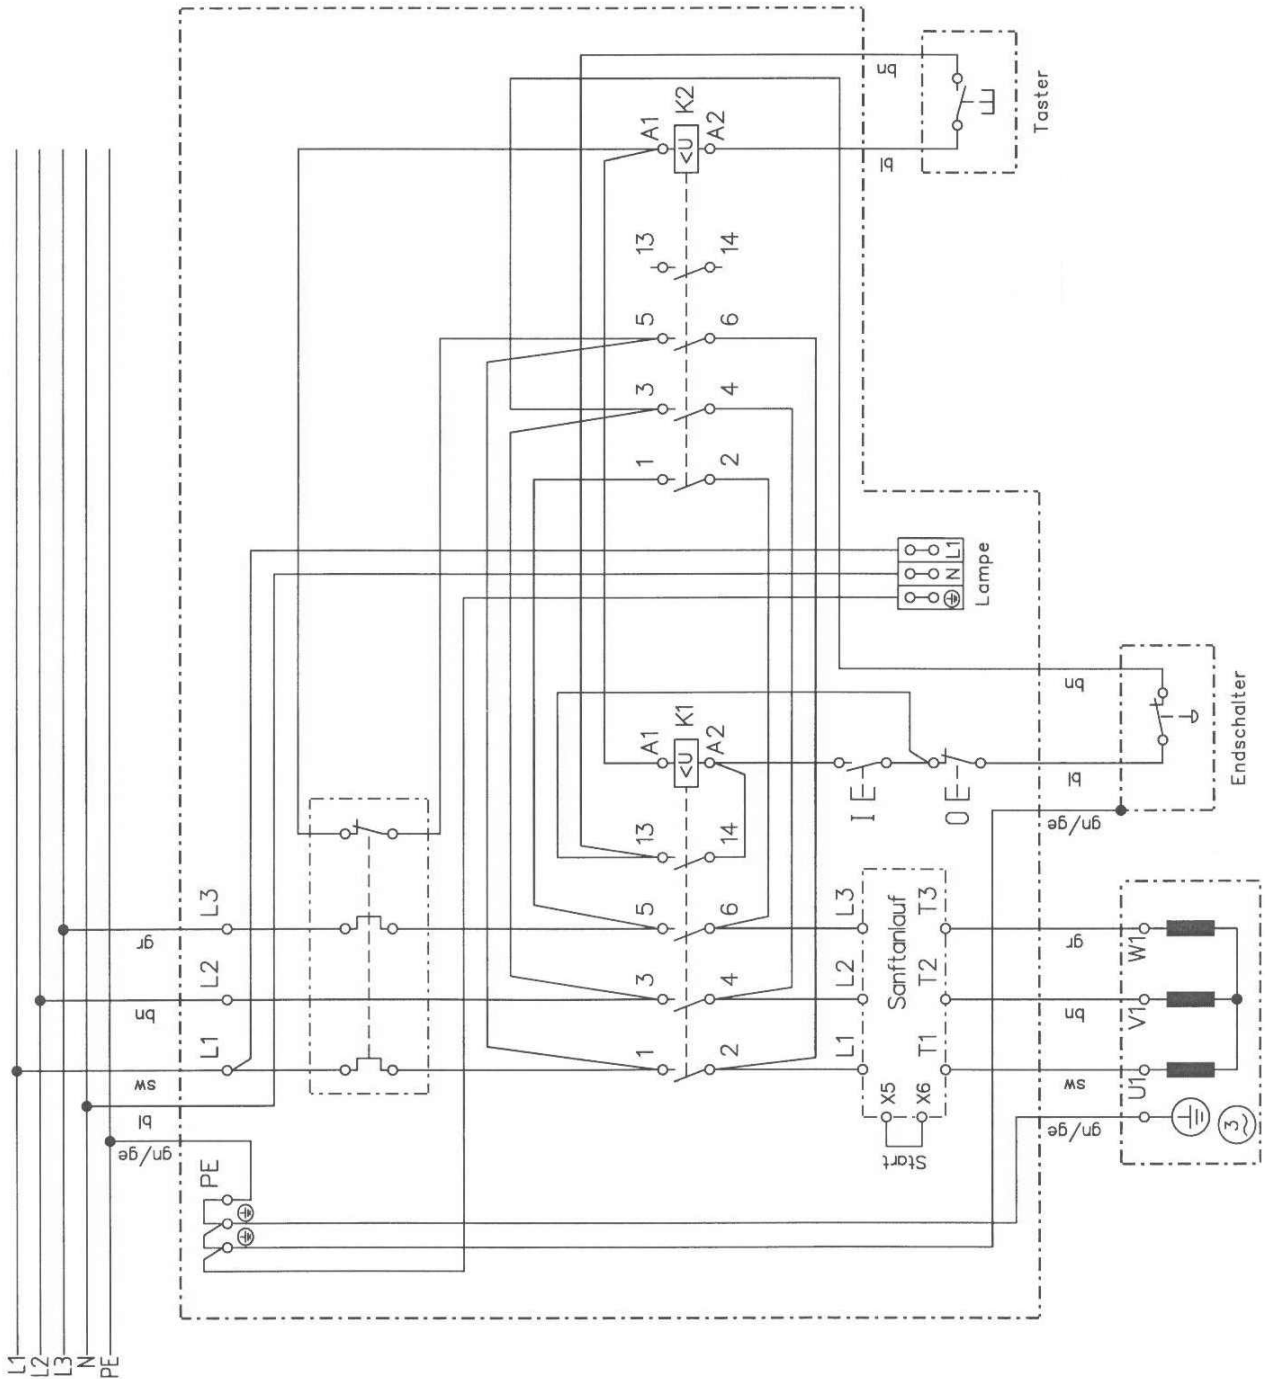 L1
L2
L3
N
PE
gn/ge
bl
sw
bn
gr
PE
L1
L2
L3
1
3
5
13
A1
K1
<U
2
4
6
14
A2
1
3
5
13
A1
K2
<U
2
4
6
14
A2
L1
L2
L3
Sanftanlauf
T1
T2
T3
X5
X6
Start
I
O
L1
N
Lampe
bn
bl
Taster
bn
bl
gn/ge
Endschalter
gn/ge
sw
bn
gr
U1
V1
W1
3